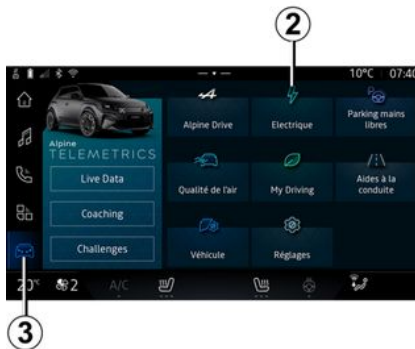 2
10°C 07:40
Alpine Drive
Electrique
Parking mains
libres
Alpine
TELEMETRICS
Live Data
Coaching
Challenges
Qualité de l'air
My Driving
Aides à la
conduite
Véhicule
Réglages
20°C
2
A/C
3